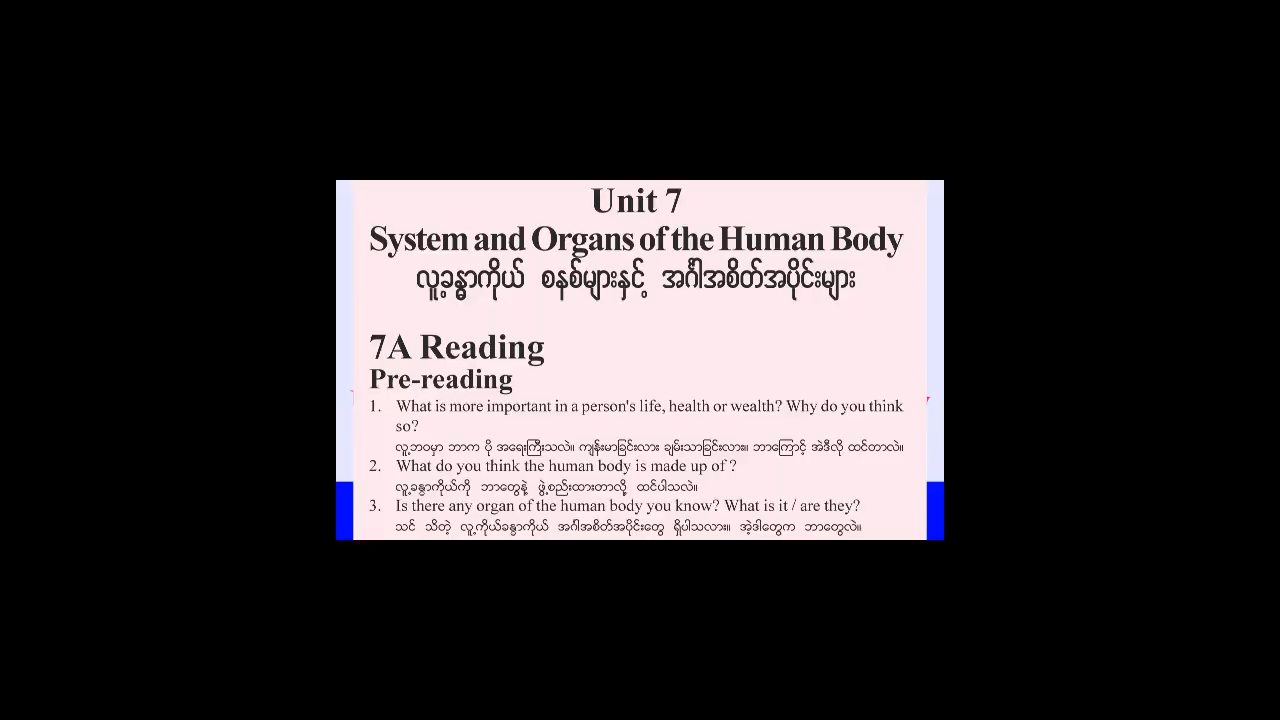 Unit 7
System and Organs of the Human Body
လူ့ခန္ဓာကိုယ် စနစ်များနှင့် အင်္ဂါအစိတ်အပိုင်းများ
7A Reading
Pre-reading
1. What is more important in a person's life, health or wealth? Why do you think
so?
လူ့ဘဝမှာ ဘာက ပို အရေးကြီးသလဲ။ ကျန်းမာခြင်းလား ချမ်းသာခြင်းလား။ ဘာကြောင့် အဲဒီလို ထင်တာလဲ။
2. What do you think the human body is made up of ?
လူ့ခန္ဓာကိုယ်ကို ဘာတွေနဲ့ ဖွဲ့စည်းထားတာလို့ ထင်ပါသလဲ။
3. Is there any organ of the human body you know? What is it / are they?
သင် သိတဲ့ လူ့ကိုယ်ခန္ဓာကိုယ် အင်္ဂါအစိတ်အပိုင်းတွေ ရှိပါသလား။ အဲ့ဒါတွေက ဘာတွေလဲ။